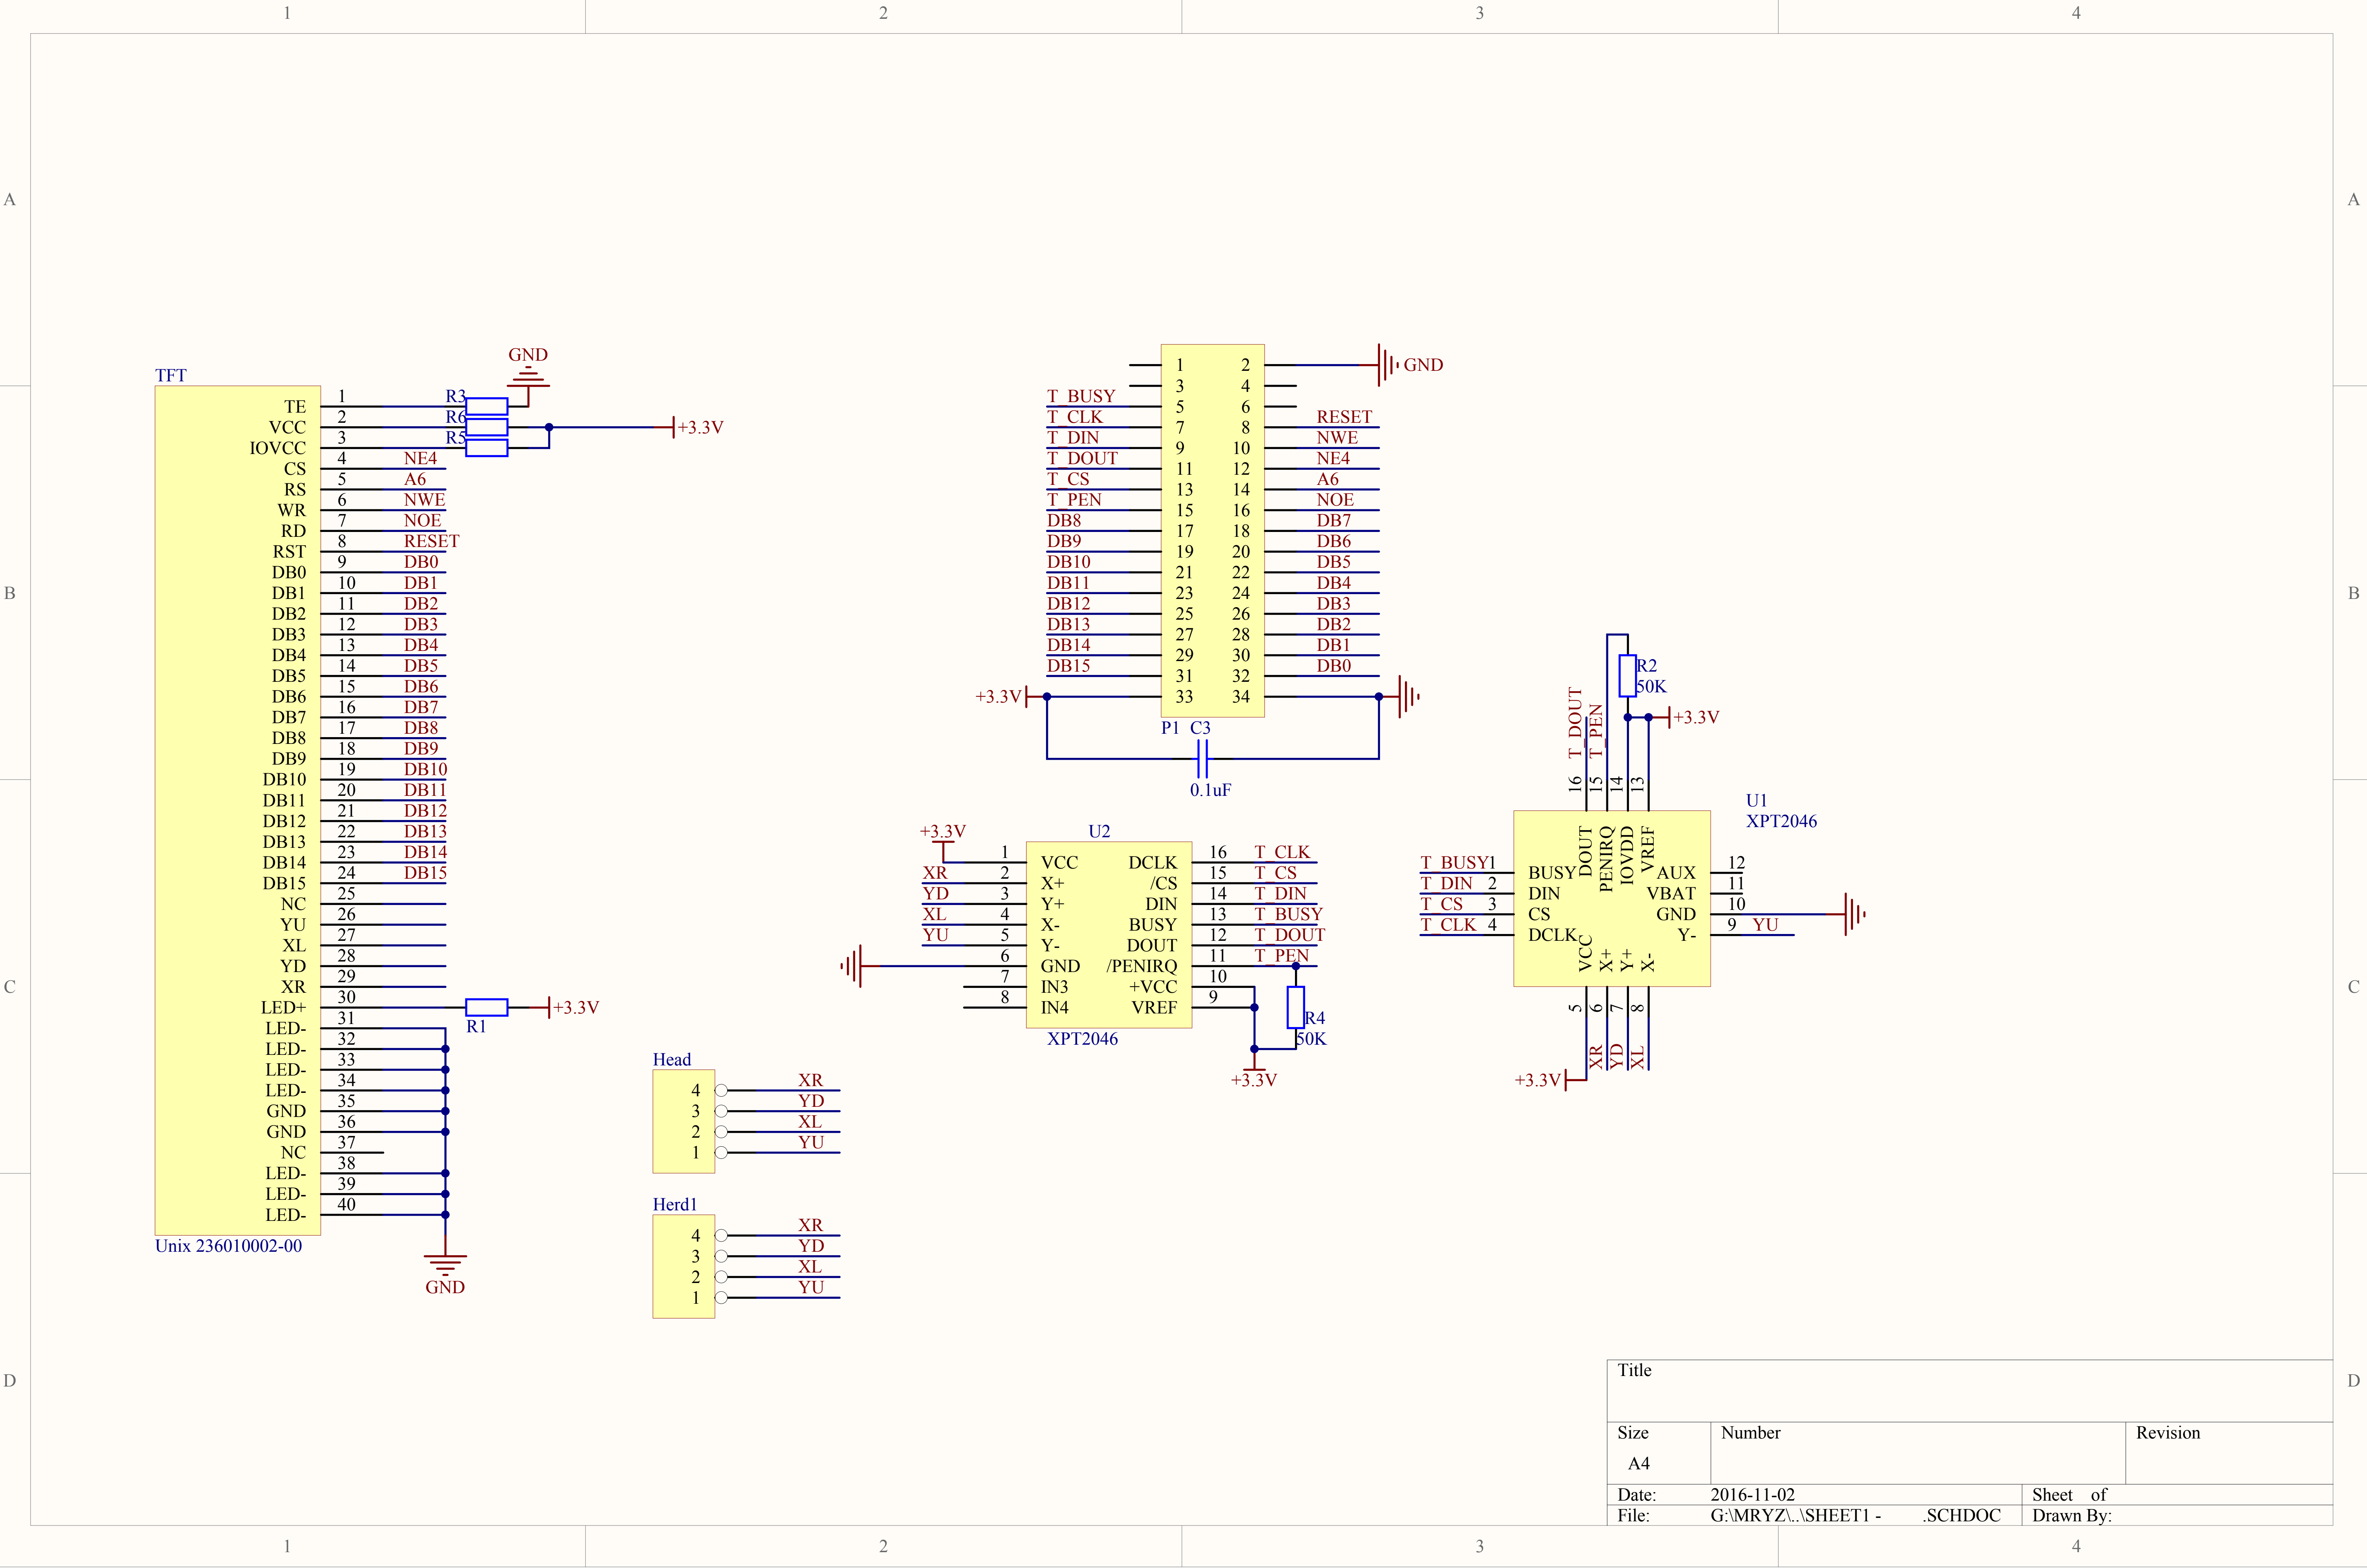 1 2 3 4
A A
B B
C C
D D
TFT
GND
TE 1 R3
VCC 2 R6 +3.3V
IOVCC 3 R5
CS 4 NE4
RS 5 A6
WR 6 NWE
RD 7 NOE
RST 8 RESET
DB0 9 DB0
DB1 10 DB1
DB2 11 DB2
DB3 12 DB3
DB4 13 DB4
DB5 14 DB5
DB6 15 DB6
DB7 16 DB7
DB8 17 DB8
DB9 18 DB9
DB10 19 DB10
DB11 20 DB11
DB12 21 DB12
DB13 22 DB13
DB14 23 DB14
DB15 24 DB15
NC 25
YU 26
XL 27
YD 28
XR 29
LED+ 30 R1 +3.3V
LED- 31
LED- 32
LED- 33
LED- 34
GND 35
GND 36
NC 37
LED- 38
LED- 39
LED- 40
Unix 236010002-00
GND
Head
4 XR
3 YD
2 XL
1 YU
Herd1
4 XR
3 YD
2 XL
1 YU
1 2 GND
3 4
T_BUSY 5 6
T_CLK 7 8 RESET
T_DIN 9 10 NWE
T_DOUT 11 12 NE4
T_CS 13 14 A6
T_PEN 15 16 NOE
DB8 17 18 DB7
DB9 19 20 DB6
DB10 21 22 DB5
DB11 23 24 DB4
DB12 25 26 DB3
DB13 27 28 DB2
DB14 29 30 DB1
DB15 31 32 DB0
+3.3V 33 34
P1 C3
0.1uF
+3.3V U2
1 VCC DCLK 16 T_CLK
XR 2 X+ /CS 15 T_CS
YD 3 Y+ DIN 14 T_DIN
XL 4 X- BUSY 13 T_BUSY
YU 5 Y- DOUT 12 T_DOUT
6 GND /PENIRQ 11 T_PEN
7 IN3 +VCC 10
8 IN4 VREF 9
XPT2046
R4
50K
+3.3V
R2
50K
+3.3V
T_DOUT 16 DOUT
T_PEN 15 PENIRQ
14 IOVDD
13 VREF
U1
XPT2046
T_BUSY 1 BUSY AUX 12
T_DIN 2 DIN VBAT 11
T_CS 3 CS GND 10
T_CLK 4 DCLK Y- 9 YU
VCC 5
X+ 6 XR
Y+ 7 YD
X- 8 XL
+3.3V
Title
Size Number Revision
A4
Date: 2016-11-02 Sheet of
File: G:\MRYZ\..\SHEET1 - .SCHDOC Drawn By:
1 2 3 4